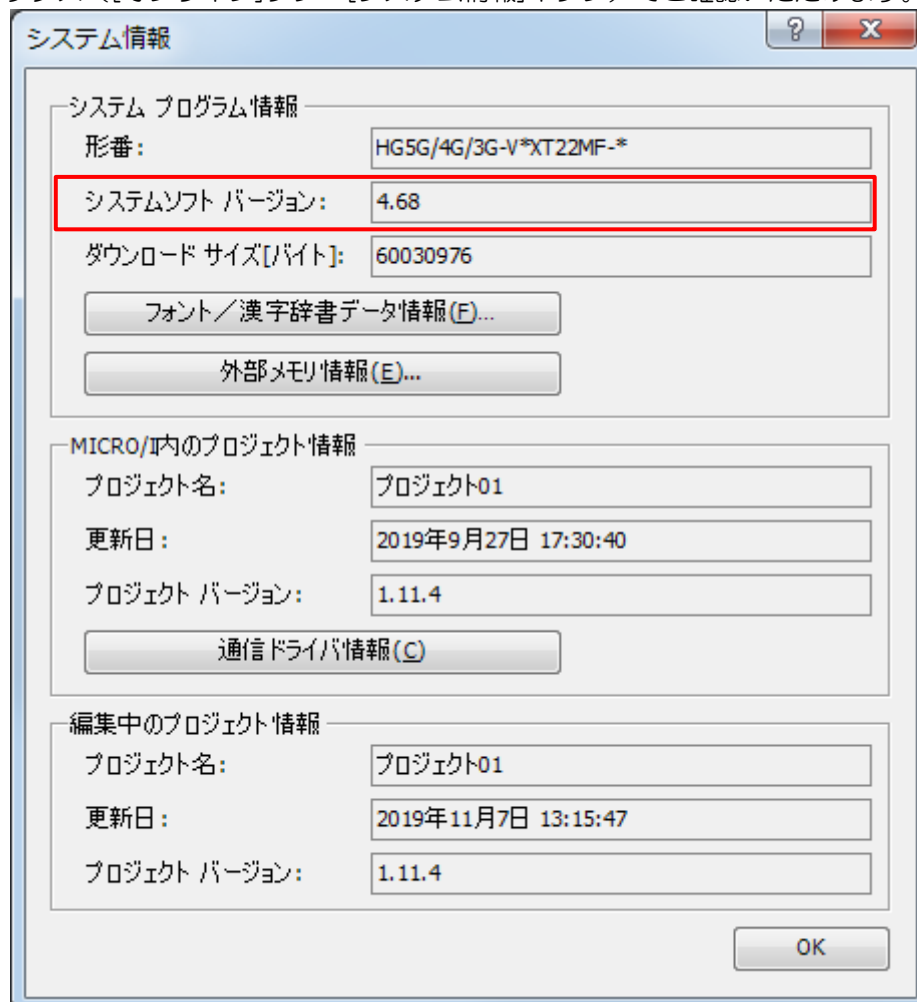 システム情報
システム プログラム情報
形番: HG5G/4G/3G-V*XT22MF-*
システムソフト バージョン: 4.68
ダウンロード サイズ[バイト]: 60030976
フォント／漢字辞書データ情報(F)...
外部メモリ情報(E)...
MICRO/I内のプロジェクト情報
プロジェクト名: プロジェクト01
更新日: 2019年9月27日 17:30:40
プロジェクト バージョン: 1.11.4
通信ドライバ情報(C)
編集中のプロジェクト情報
プロジェクト名: プロジェクト01
更新日: 2019年11月7日 13:15:47
プロジェクト バージョン: 1.11.4
OK